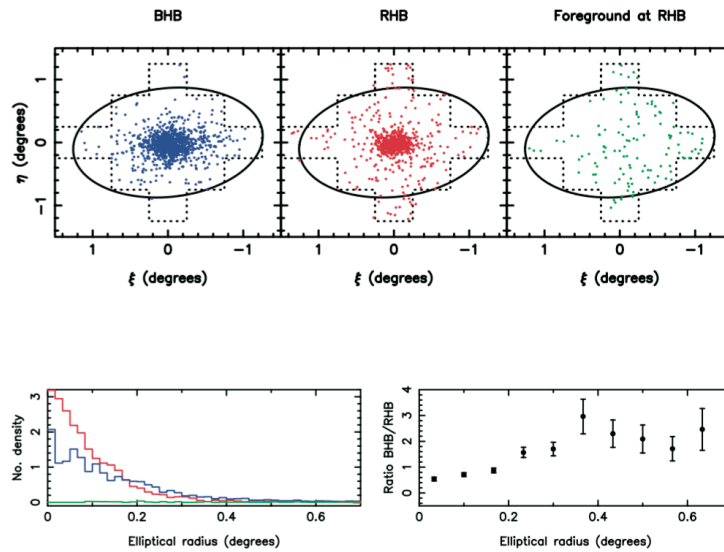 BHB
RHB
Foreground at RHB
η (degrees)
1
0
−1
1
0
−1
1
0
−1
1
0
−1
ξ (degrees)
ξ (degrees)
ξ (degrees)
No. density
3
2
1
0
0
0.2
0.4
0.6
Elliptical radius (degrees)
Ratio BHB/RHB
4
3
2
1
0
0
0.2
0.4
0.6
Elliptical radius (degrees)